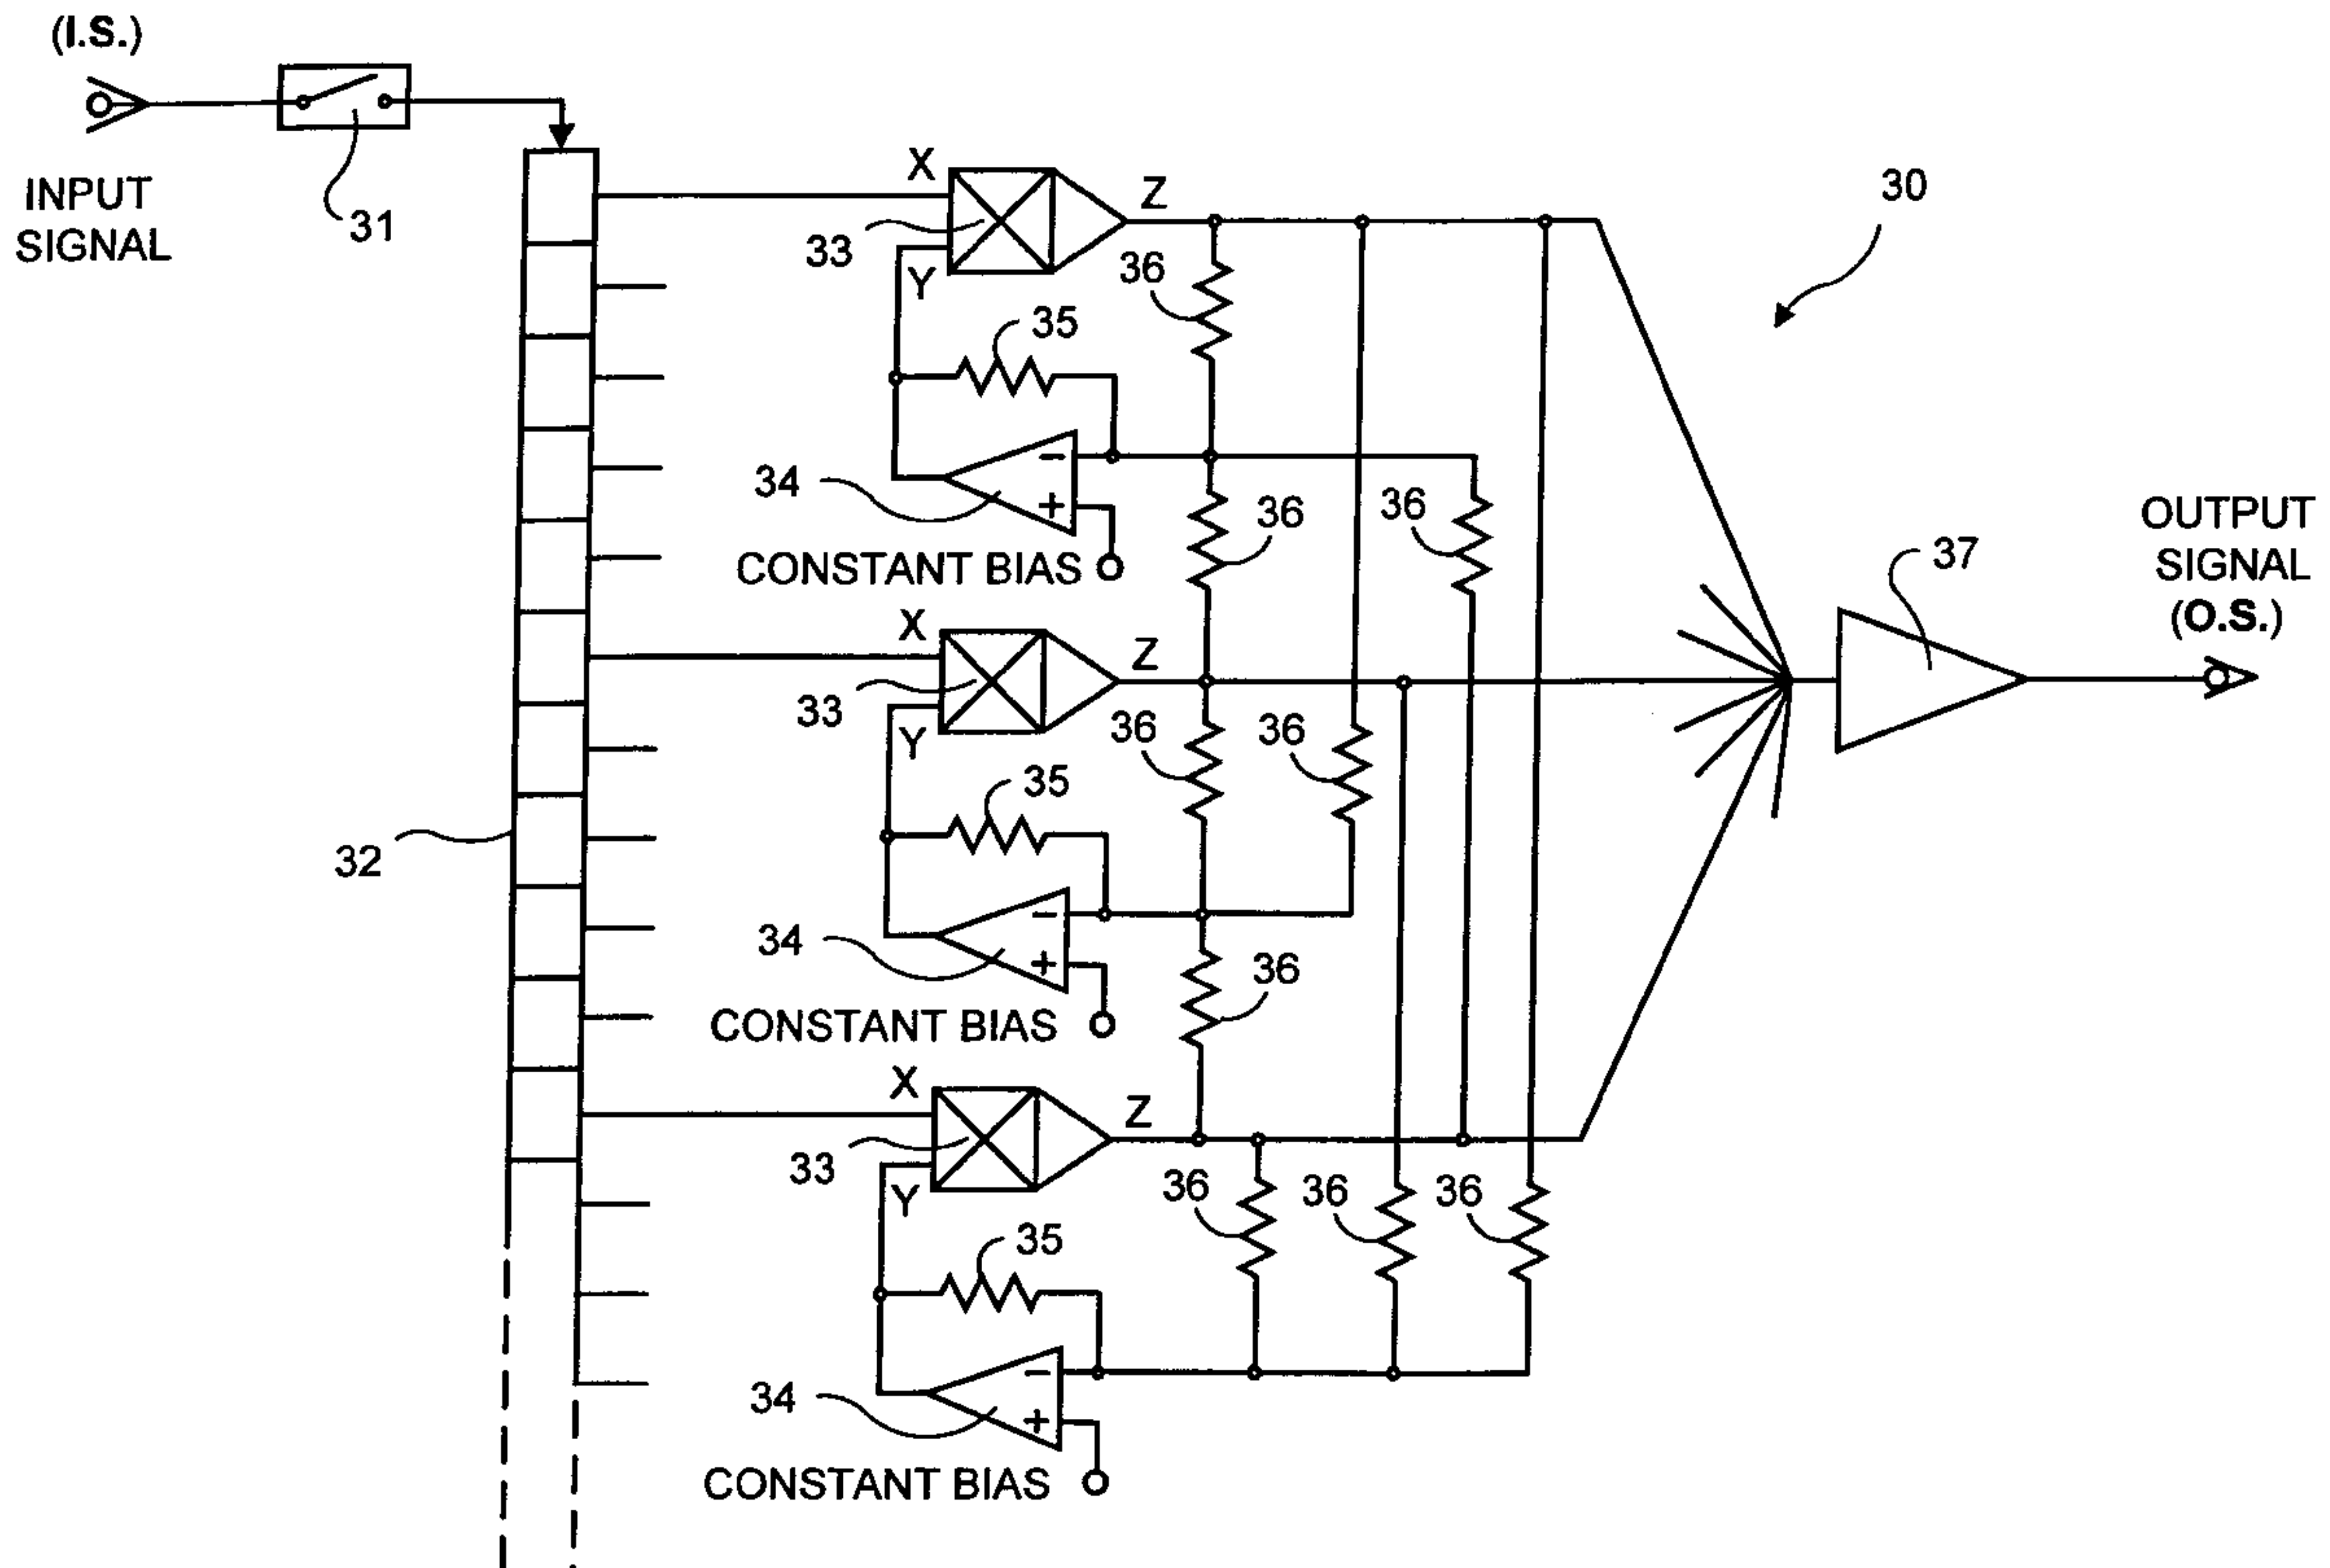 (I.S.)
INPUT
SIGNAL
31
X
Z
30
33
Y
36
35
34
−
+
36
36
CONSTANT BIAS
OUTPUT
SIGNAL
(O.S.)
37
X
Z
33
Y
36
36
35
32
34
−
+
36
CONSTANT BIAS
X
Z
33
Y
36
36
36
35
34
−
+
CONSTANT BIAS